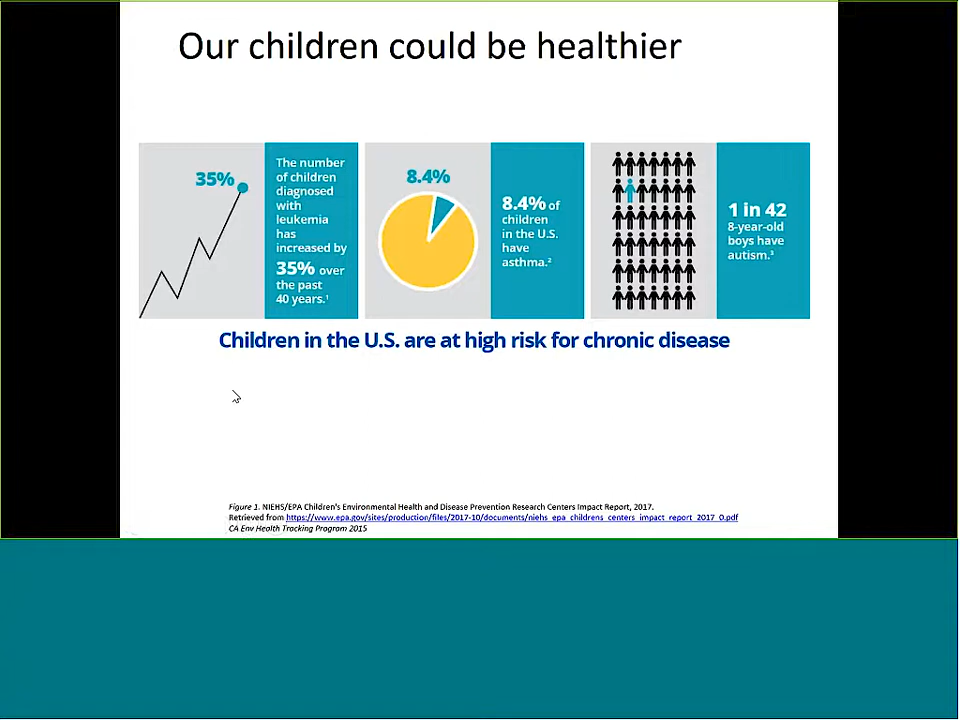 Our children could be healthier
35%
The number
of children
diagnosed
with
leukemia
has
increased by
35% over
the past
40 years.¹
8.4%
8.4% of
children
in the U.S.
have
asthma.²
1 in 42
8-year-old
boys have
autism.³
Children in the U.S. are at high risk for chronic disease
Figure 1. NIEHS/EPA Children's Environmental Health and Disease Prevention Research Centers Impact Report, 2017.
Retrieved from https://www.epa.gov/sites/production/files/2017-10/documents/niehs_epa_childrens_centers_impact_report_2017_0.pdf
CA Env Health Tracking Program 2015